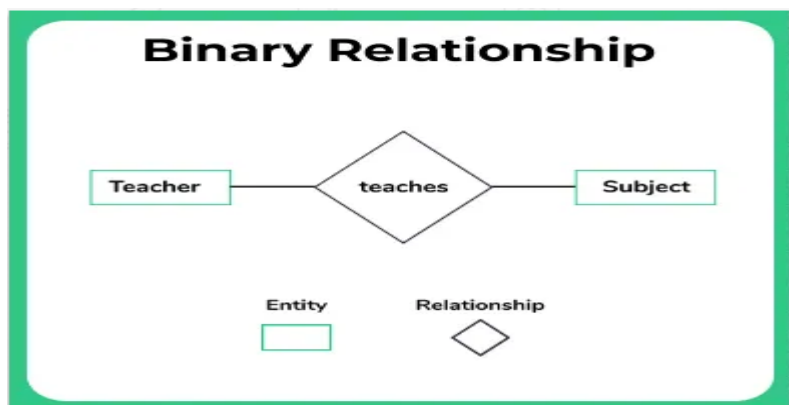 Binary Relationship
Teacher teaches Subject
Entity Relationship